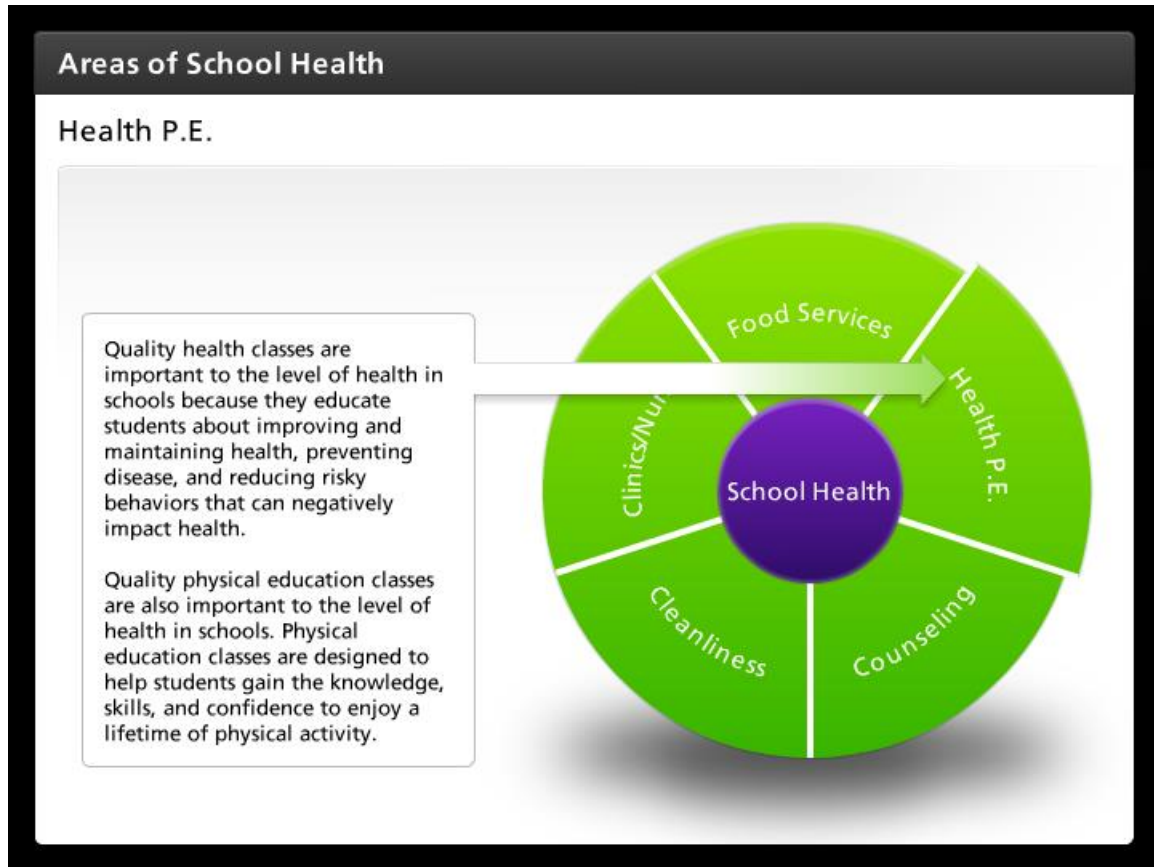 Areas of School Health
Health P.E.
Quality health classes are
important to the level of health in
schools because they educate
students about improving and
maintaining health, preventing
disease, and reducing risky
behaviors that can negatively
impact health.
Quality physical education classes
are also important to the level of
health in schools. Physical
education classes are designed to
help students gain the knowledge,
skills, and confidence to enjoy a
lifetime of physical activity.
Food Services
Health P.E.
Counseling
Cleanliness
Clinics/Nur
School Health